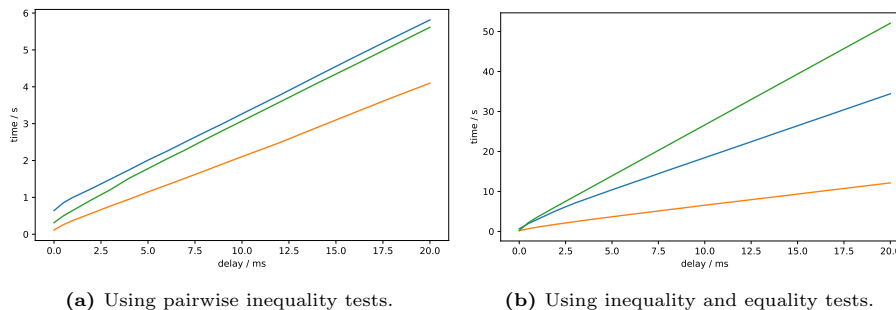 6
5
4
3
2
1
0
time / s
0.0 2.5 5.0 7.5 10.0 12.5 15.0 17.5 20.0
delay / ms
(a) Using pairwise inequality tests.
50
40
30
20
10
0
time / s
0.0 2.5 5.0 7.5 10.0 12.5 15.0 17.5 20.0
delay / ms
(b) Using inequality and equality tests.